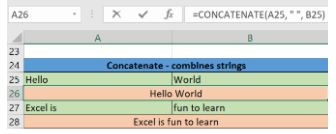 A26 fx =CONCATENATE(A25, " ", B25)
A B
23
24 Concatenate - combines strings
25 Hello World
26 Hello World
27 Excel is fun to learn
28 Excel is fun to learn